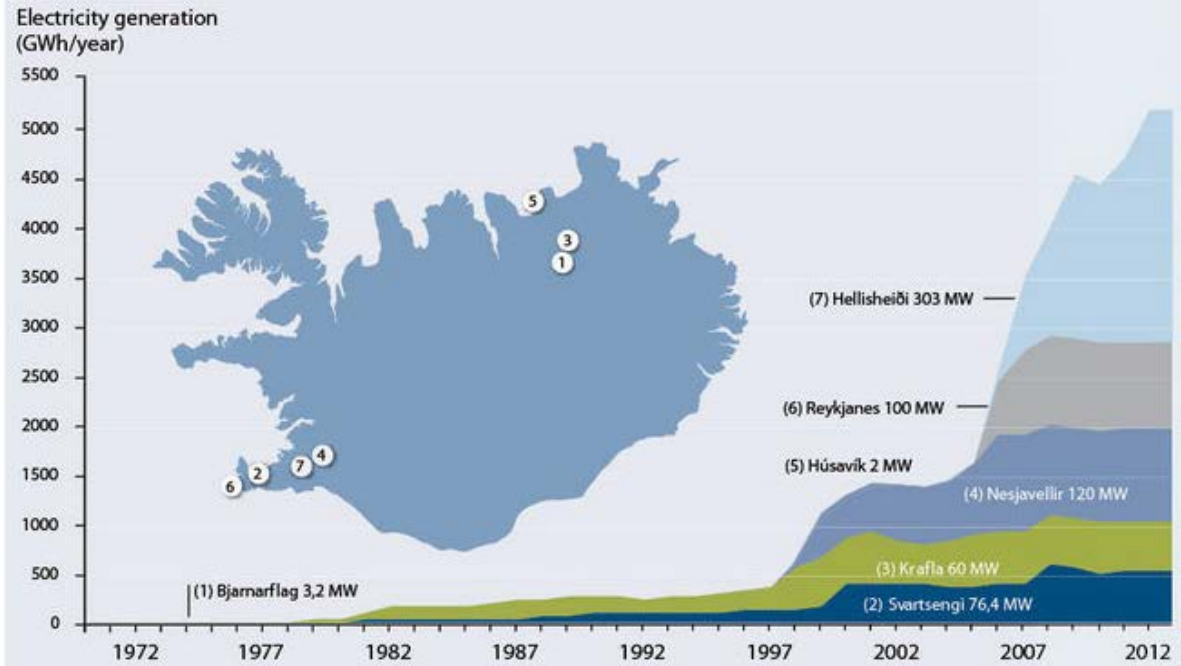 Electricity generation
(GWh/year)
5500
5000
4500
4000
3500
3000
2500
2000
1500
1000
500
0
5
3
1
4
7
2
6
(7) Hellisheiði 303 MW
(6) Reykjanes 100 MW
(5) Húsavík 2 MW
(4) Nesjavellir 120 MW
(3) Krafla 60 MW
(2) Svartsengi 76,4 MW
(1) Bjarnarflag 3,2 MW
1972 1977 1982 1987 1992 1997 2002 2007 2012